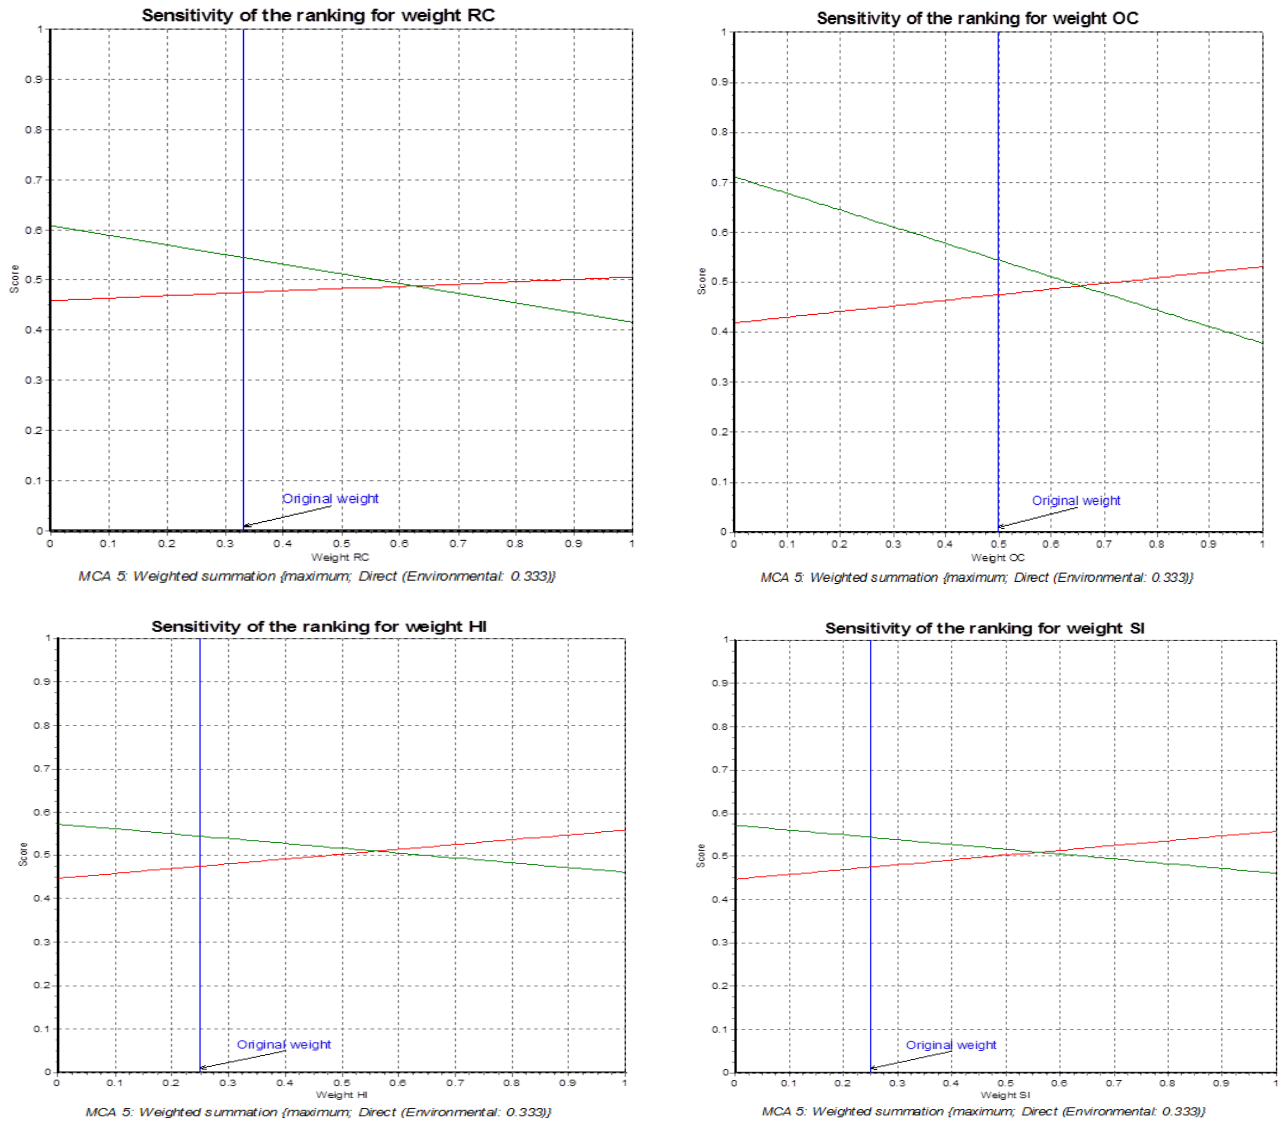 Sensitivity of the ranking for weight RC
1
0.9
0.8
0.7
0.6
0.5
0.4
0.3
0.2
0.1
0
Score
Original weight
0 0.1 0.2 0.3 0.4 0.5 0.6 0.7 0.8 0.9 1
Weight RC
MCA 5: Weighted summation {maximum; Direct (Environmental: 0.333)}
Sensitivity of the ranking for weight OC
1
0.9
0.8
0.7
0.6
0.5
0.4
0.3
0.2
0.1
0
Score
Original weight
0 0.1 0.2 0.3 0.4 0.5 0.6 0.7 0.8 0.9 1
Weight OC
MCA 5: Weighted summation {maximum; Direct (Environmental: 0.333)}
Sensitivity of the ranking for weight HI
1
0.9
0.8
0.7
0.6
0.5
0.4
0.3
0.2
0.1
0
Score
Original weight
0 0.1 0.2 0.3 0.4 0.5 0.6 0.7 0.8 0.9 1
Weight HI
MCA 5: Weighted summation {maximum; Direct (Environmental: 0.333)}
Sensitivity of the ranking for weight SI
1
0.9
0.8
0.7
0.6
0.5
0.4
0.3
0.2
0.1
0
Score
Original weight
0 0.1 0.2 0.3 0.4 0.5 0.6 0.7 0.8 0.9 1
Weight SI
MCA 5: Weighted summation {maximum; Direct (Environmental: 0.333)}